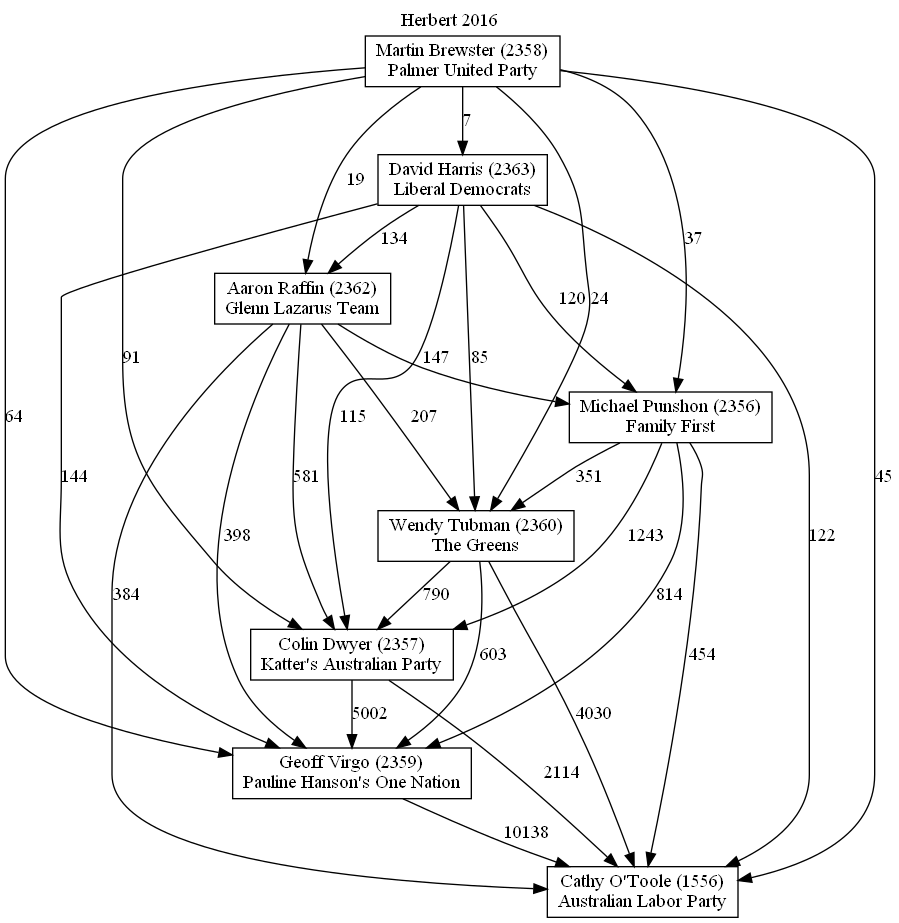 Herbert 2016
Martin Brewster (2358)
Palmer United Party
7
David Harris (2363)
Liberal Democrats
19
134
37
Aaron Raffin (2362)
Glenn Lazarus Team
120
24
91
147
85
64
115
207
Michael Punshon (2356)
Family First
144
581
351
45
Wendy Tubman (2360)
The Greens
398
1243
122
384
790
814
Colin Dwyer (2357)
Katter's Australian Party
603
454
5002
4030
Geoff Virgo (2359)
Pauline Hanson's One Nation
2114
10138
Cathy O'Toole (1556)
Australian Labor Party